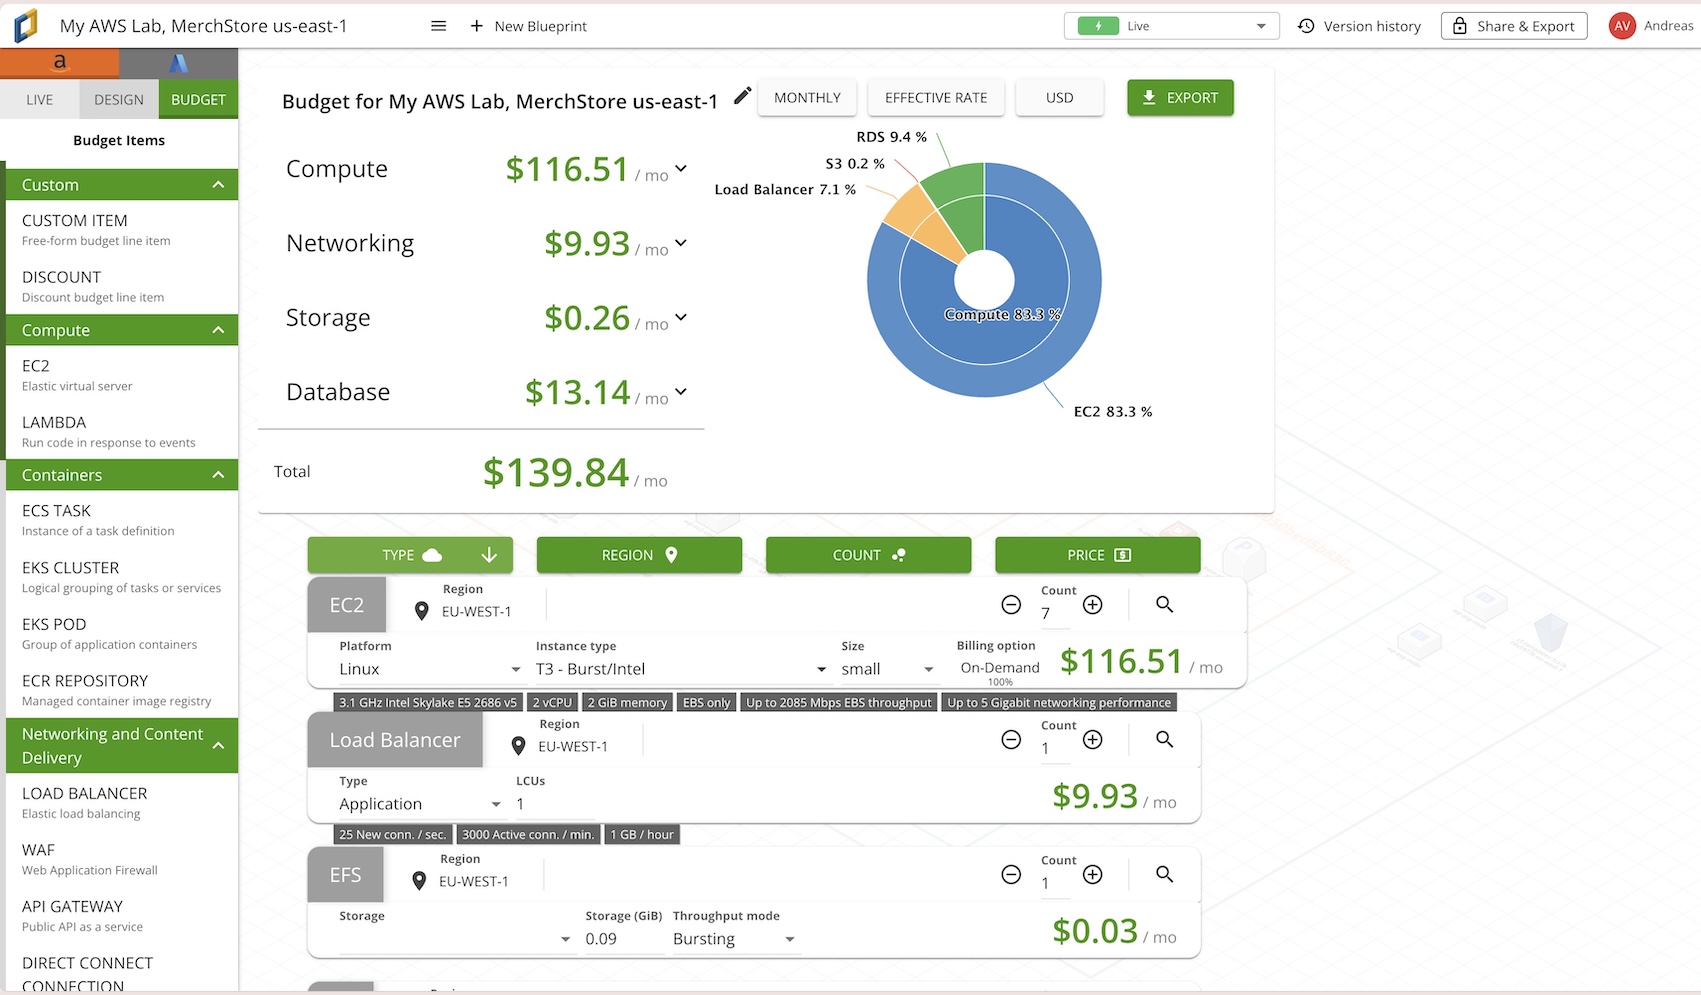 My AWS Lab, MerchStore us-east-1
New Blueprint
Live
Version history
Share & Export
AV
Andreas
a
LIVE
DESIGN
BUDGET
Budget Items
Custom
CUSTOM ITEM
Free-form budget line item
DISCOUNT
Discount budget line item
Compute
EC2
Elastic virtual server
LAMBDA
Run code in response to events
Containers
ECS TASK
Instance of a task definition
EKS CLUSTER
Logical grouping of tasks or services
EKS POD
Group of application containers
ECR REPOSITORY
Managed container image registry
Networking and Content
Delivery
LOAD BALANCER
Elastic load balancing
WAF
Web Application Firewall
API GATEWAY
Public API as a service
DIRECT CONNECT
CONNECTION
Budget for My AWS Lab, MerchStore us-east-1
MONTHLY
EFFECTIVE RATE
USD
EXPORT
Compute $116.51 / mo
Networking $9.93 / mo
Storage $0.26 / mo
Database $13.14 / mo
Total $139.84 / mo
RDS 9.4 %
S3 0.2 %
Load Balancer 7.1 %
Compute 83.3 %
EC2 83.3 %
TYPE
REGION
COUNT
PRICE
EC2
Region
EU-WEST-1
Count
7
Platform
Linux
Instance type
T3 - Burst/Intel
Size
small
Billing option
On-Demand
100%
$116.51 / mo
3.1 GHz Intel Skylake E5 2686 v5
2 vCPU
2 GiB memory
EBS only
Up to 2085 Mbps EBS throughput
Up to 5 Gigabit networking performance
Load Balancer
Region
EU-WEST-1
Count
1
Type
Application
LCUs
1
$9.93 / mo
25 New conn. / sec.
3000 Active conn. / min.
1 GB / hour
EFS
Region
EU-WEST-1
Count
1
Storage
Storage (GiB)
0.09
Throughput mode
Bursting
$0.03 / mo